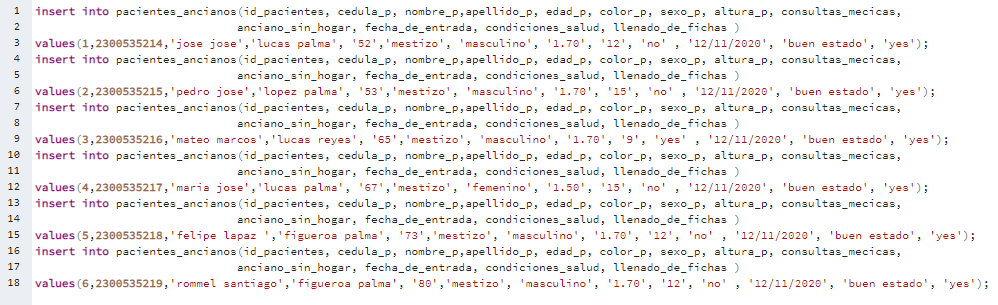 1 insert into pacientes_ancianos(id_pacientes, cedula_p, nombre_p,apellido_p, edad_p, color_p, sexo_p, altura_p, consultas_mecicas,
2 anciano_sin_hogar, fecha_de_entrada, condiciones_salud, llenado_de_fichas )
3 values(1,2300535214,'jose jose','lucas palma', '52','mestizo', 'masculino', '1.70', '12', 'no' , '12/11/2020', 'buen estado', 'yes');
4 insert into pacientes_ancianos(id_pacientes, cedula_p, nombre_p,apellido_p, edad_p, color_p, sexo_p, altura_p, consultas_mecicas,
5 anciano_sin_hogar, fecha_de_entrada, condiciones_salud, llenado_de_fichas )
6 values(2,2300535215,'pedro jose','lopez palma', '53','mestizo', 'masculino', '1.70', '15', 'no' , '12/11/2020', 'buen estado', 'yes');
7 insert into pacientes_ancianos(id_pacientes, cedula_p, nombre_p,apellido_p, edad_p, color_p, sexo_p, altura_p, consultas_mecicas,
8 anciano_sin_hogar, fecha_de_entrada, condiciones_salud, llenado_de_fichas )
9 values(3,2300535216,'mateo marcos','lucas reyes', '65','mestizo', 'masculino', '1.70', '9', 'yes' , '12/11/2020', 'buen estado', 'yes');
10 insert into pacientes_ancianos(id_pacientes, cedula_p, nombre_p,apellido_p, edad_p, color_p, sexo_p, altura_p, consultas_mecicas,
11 anciano_sin_hogar, fecha_de_entrada, condiciones_salud, llenado_de_fichas )
12 values(4,2300535217,'maria jose','lucas palma', '67','mestizo', 'femenino', '1.50', '15', 'no' , '12/11/2020', 'buen estado', 'yes');
13 insert into pacientes_ancianos(id_pacientes, cedula_p, nombre_p,apellido_p, edad_p, color_p, sexo_p, altura_p, consultas_mecicas,
14 anciano_sin_hogar, fecha_de_entrada, condiciones_salud, llenado_de_fichas )
15 values(5,2300535218,'felipe lapaz ','figueroa palma', '73','mestizo', 'masculino', '1.70', '12', 'no' , '12/11/2020', 'buen estado', 'yes');
16 insert into pacientes_ancianos(id_pacientes, cedula_p, nombre_p,apellido_p, edad_p, color_p, sexo_p, altura_p, consultas_mecicas,
17 anciano_sin_hogar, fecha_de_entrada, condiciones_salud, llenado_de_fichas )
18 values(6,2300535219,'rommel santiago','figueroa palma', '80','mestizo', 'masculino', '1.70', '12', 'no' , '12/11/2020', 'buen estado', 'yes');